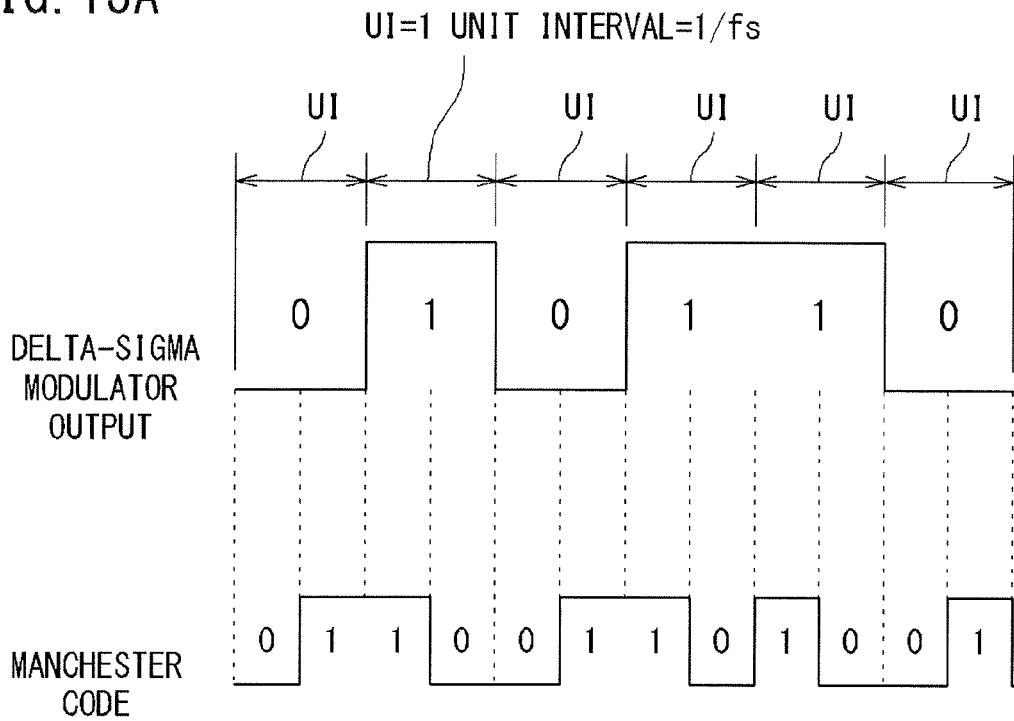 UI=1 UNIT INTERVAL=1/fs
UI UI UI UI UI
0 1 0 1 1 0
DELTA-SIGMA
MODULATOR
OUTPUT
0 1 1 0 0 1 1 0 1 0 0 1
MANCHESTER
CODE